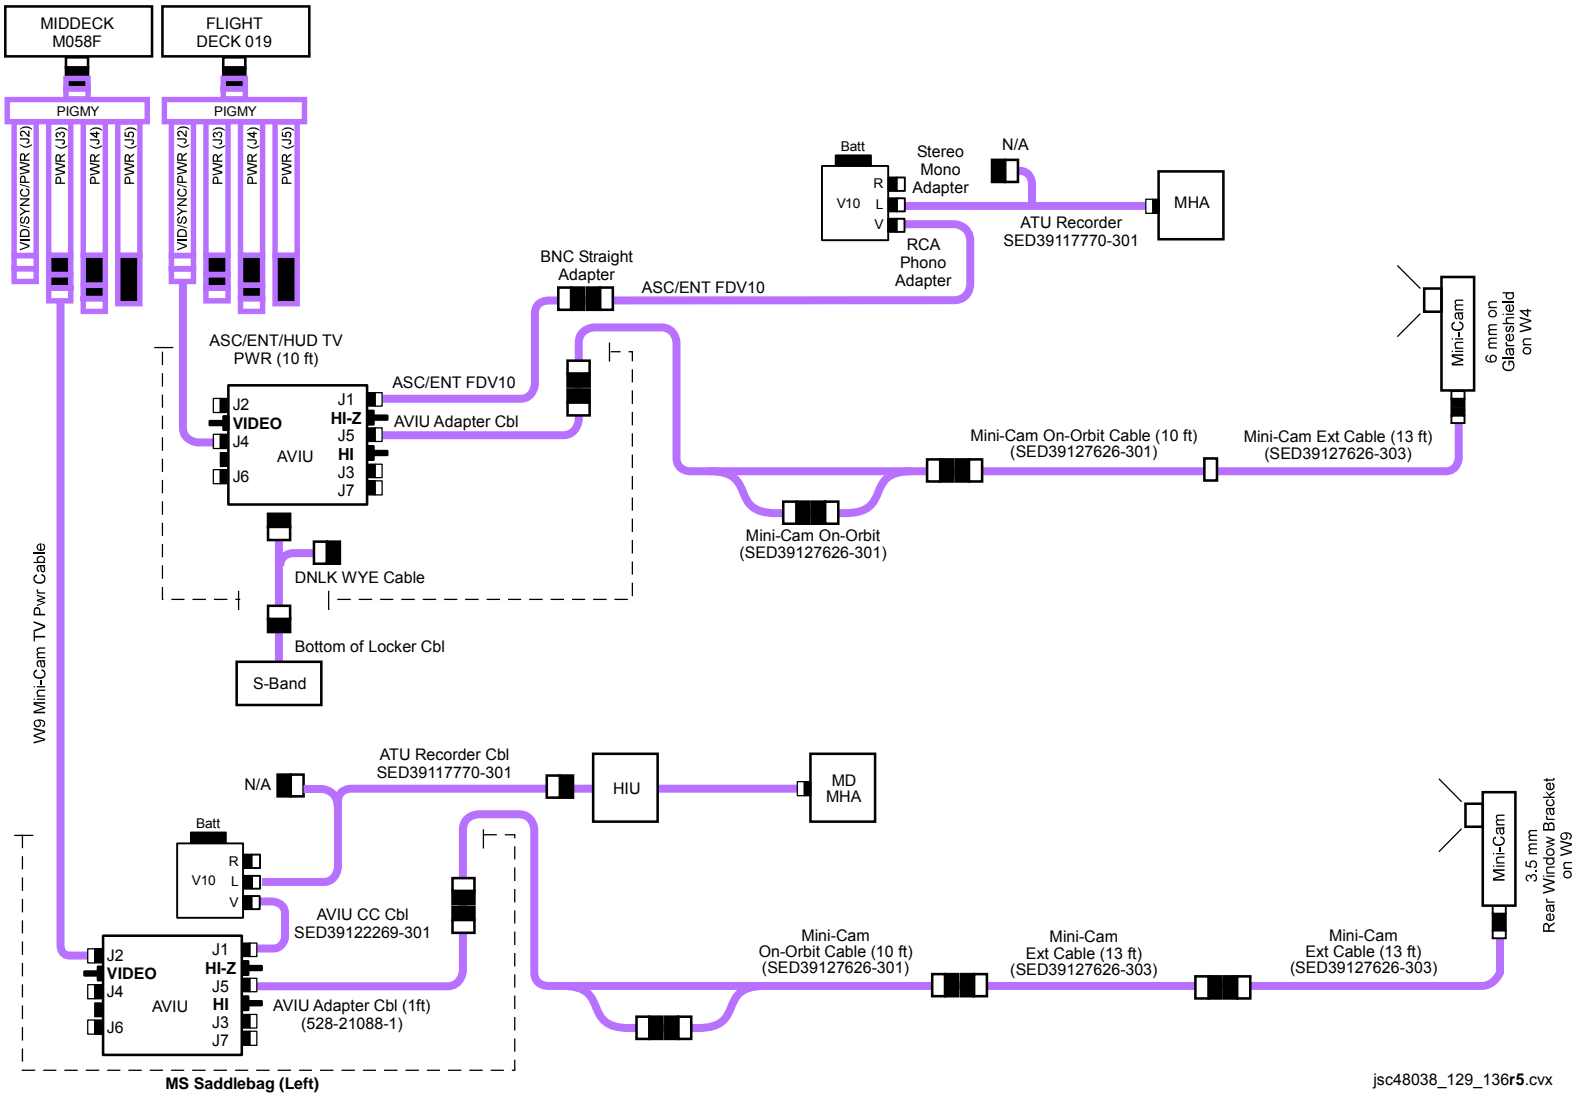 MIDDECK
M058F
FLIGHT
DECK 019
PIGMY
PIGMY
VID/SYNC/PWR (J2)
PWR (J3)
PWR (J4)
PWR (J5)
VID/SYNC/PWR (J2)
PWR (J3)
PWR (J4)
PWR (J5)
Batt
V10
R
L
V
Stereo
Mono
Adapter
N/A
MHA
ATU Recorder
SED39117770-301
RCA
Phono
Adapter
BNC Straight
Adapter
ASC/ENT FDV10
Mini-Cam
6 mm on
Glareshield
on W4
ASC/ENT/HUD TV
PWR (10 ft)
ASC/ENT FDV10
AVIU Adapter Cbl
J2
VIDEO
J4
J6
AVIU
J1
HI-Z
J5
HI
J3
J7
Mini-Cam On-Orbit Cable (10 ft)
(SED39127626-301)
Mini-Cam Ext Cable (13 ft)
(SED39127626-303)
Mini-Cam On-Orbit
(SED39127626-301)
DNLK WYE Cable
Bottom of Locker Cbl
S-Band
W9 Mini-Cam TV Pwr Cable
ATU Recorder Cbl
SED39117770-301
N/A
HIU
MD
MHA
Batt
V10
R
L
V
AVIU CC Cbl
SED39122269-301
Mini-Cam
3.5 mm
Rear Window Bracket
on W9
J2
VIDEO
J4
J6
AVIU
J1
HI-Z
J5
HI
J3
J7
AVIU Adapter Cbl (1ft)
(528-21088-1)
Mini-Cam
On-Orbit Cable (10 ft)
(SED39127626-301)
Mini-Cam
Ext Cable (13 ft)
(SED39127626-303)
Mini-Cam
Ext Cable (13 ft)
(SED39127626-303)
MS Saddlebag (Left)
jsc48038_129_136r5.cvx